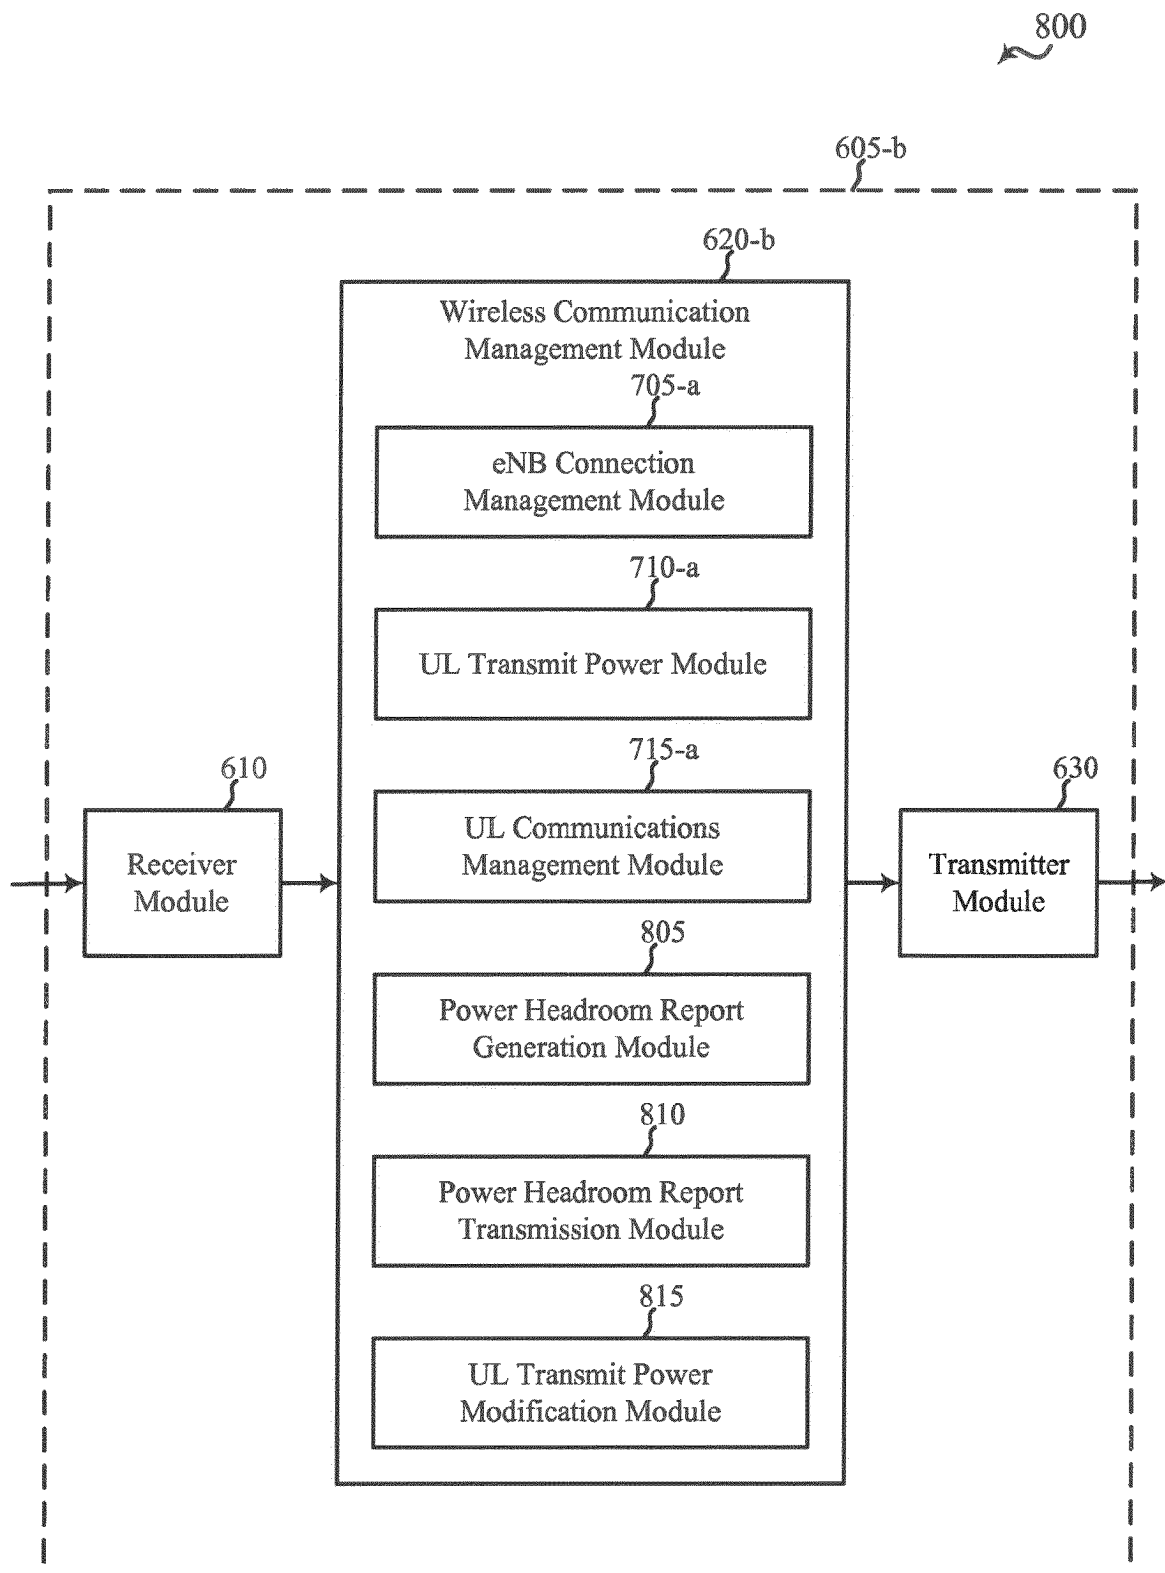 800
605-b
620-b
Wireless Communication
Management Module
705-a
eNB Connection
Management Module
710-a
UL Transmit Power Module
715-a
UL Communications
Management Module
610
Receiver
Module
630
Transmitter
Module
805
Power Headroom Report
Generation Module
810
Power Headroom Report
Transmission Module
815
UL Transmit Power
Modification Module